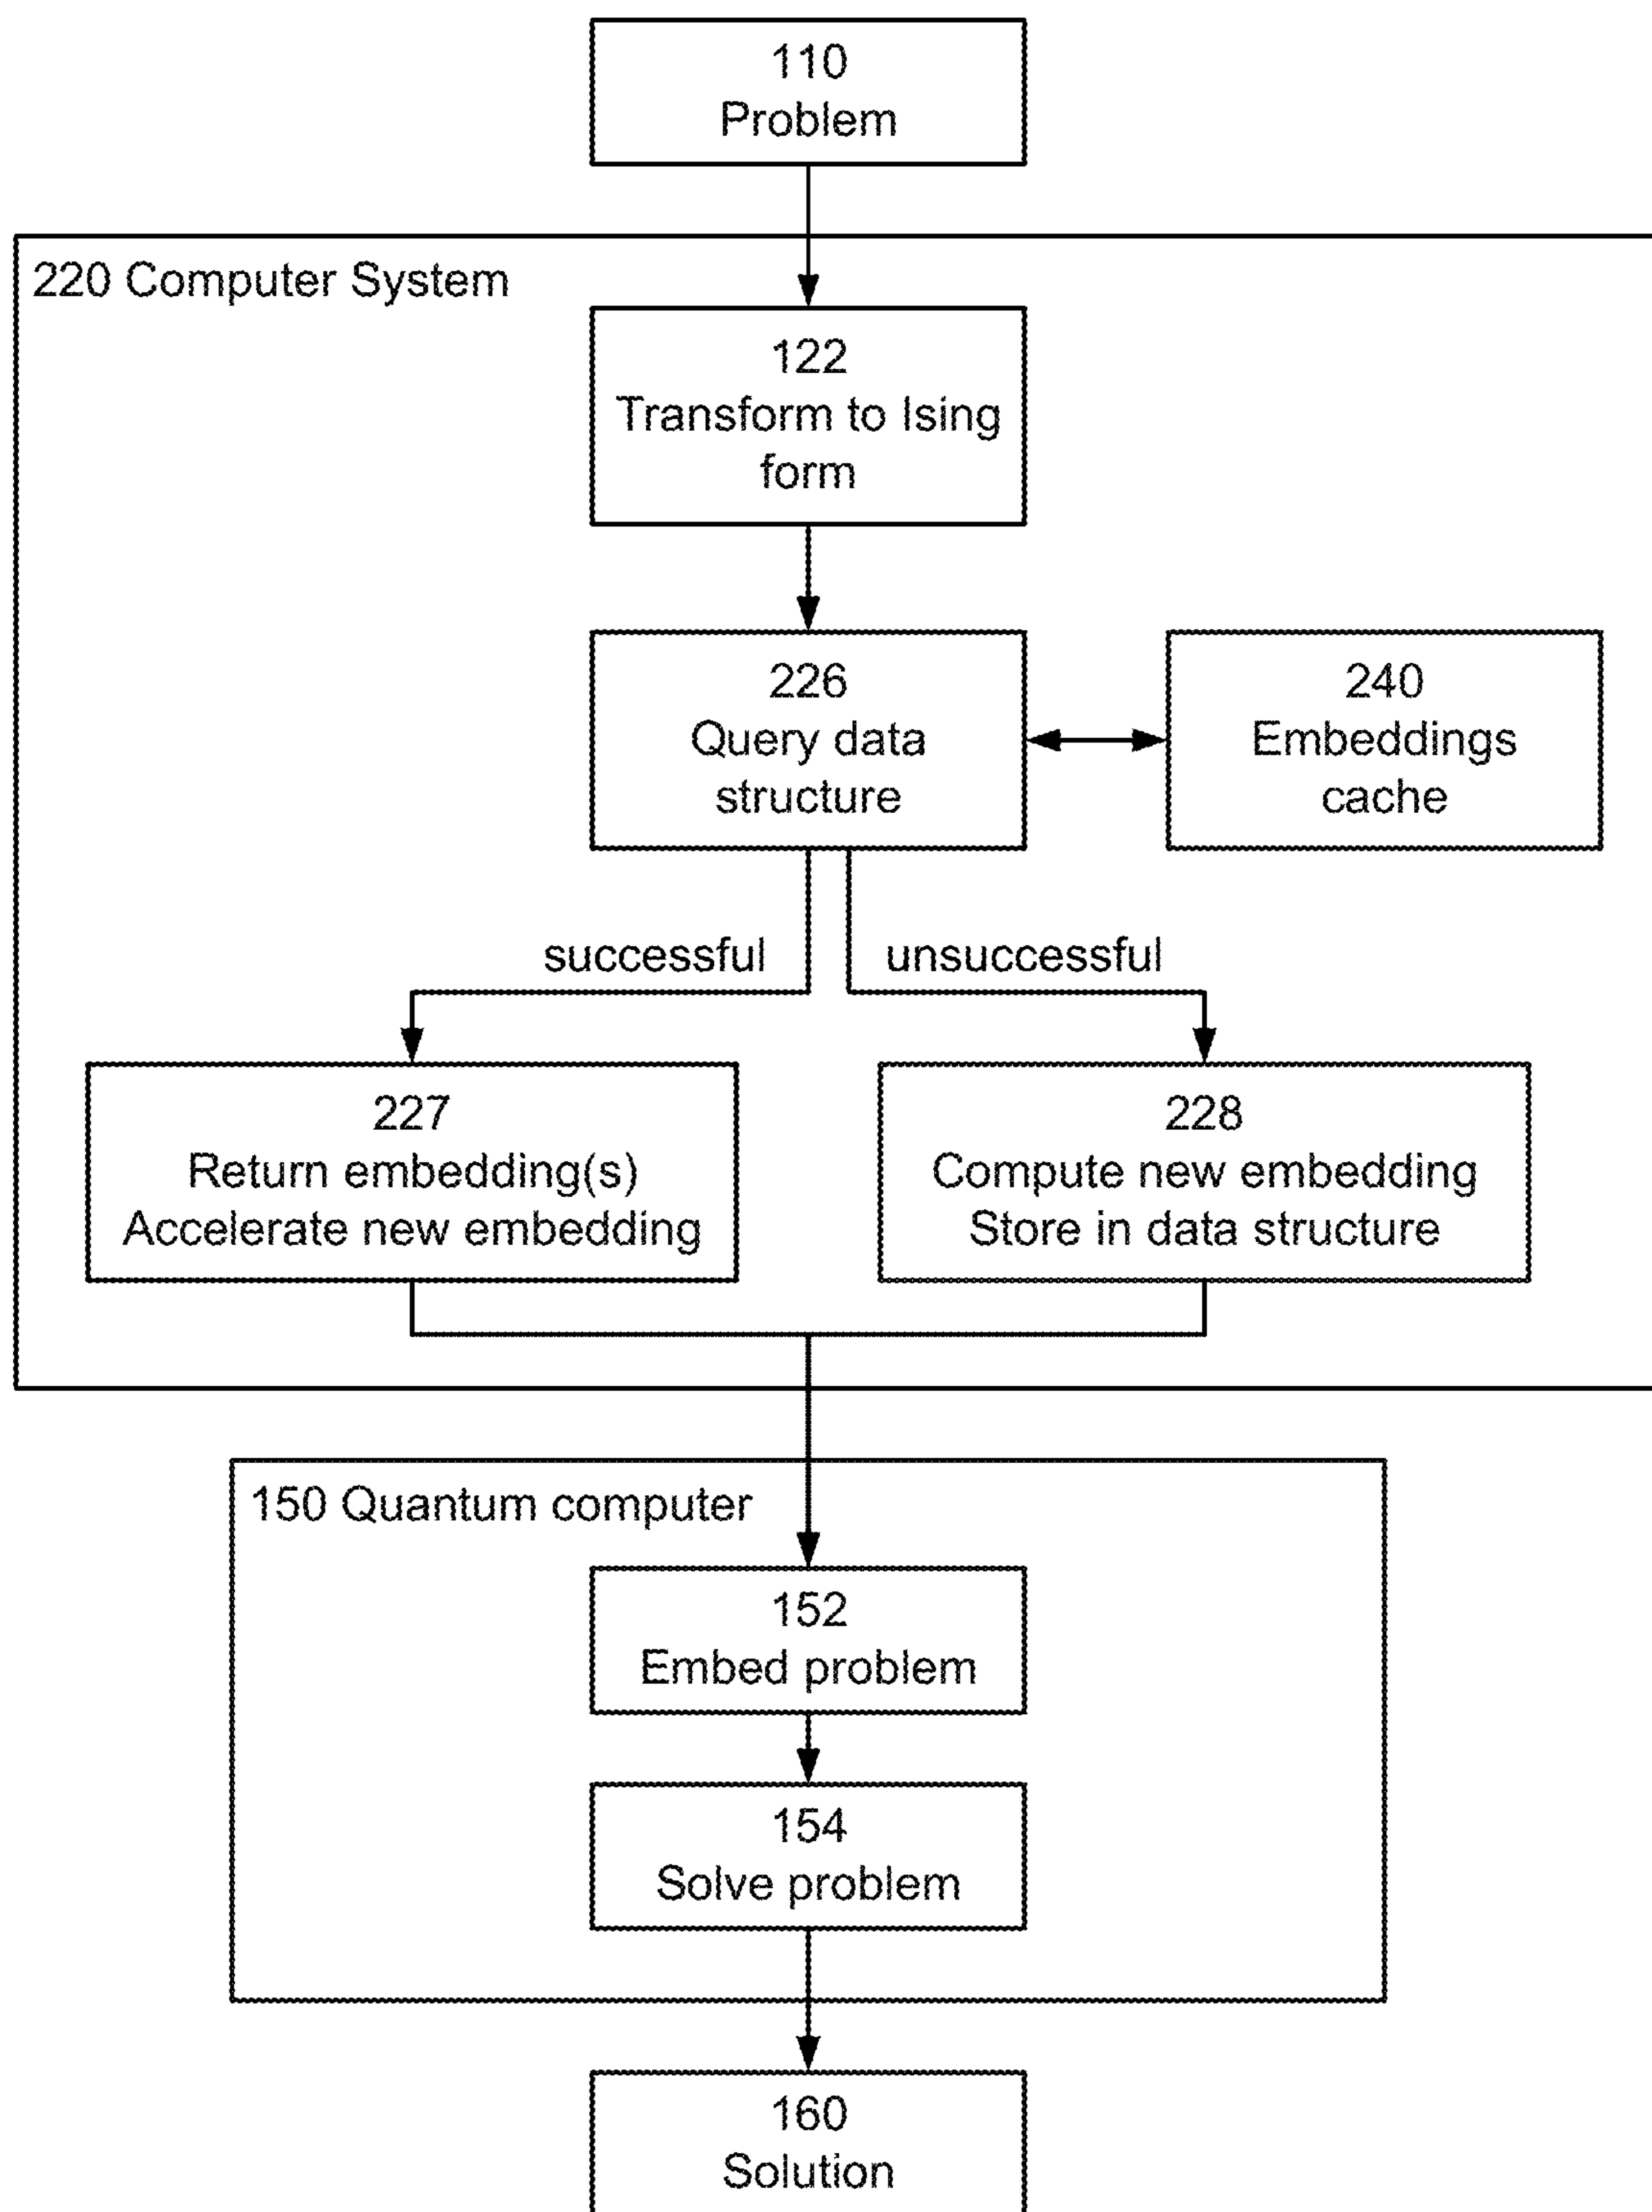 110
Problem
220 Computer System
122
Transform to Ising
form
226
Query data
structure
240
Embeddings
cache
successful
unsuccessful
227
Return embedding(s)
Accelerate new embedding
228
Compute new embedding
Store in data structure
150 Quantum computer
152
Embed problem
154
Solve problem
160
Solution